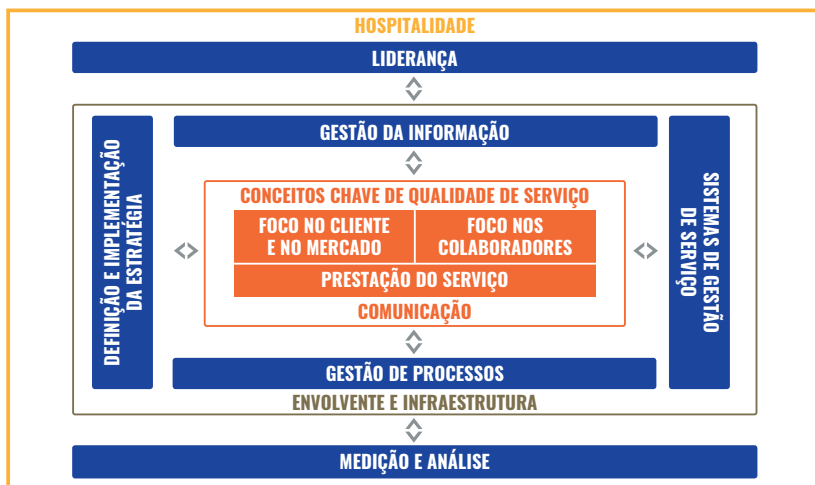 HOSPITALIDADE
LIDERANÇA
DEFINIÇÃO E IMPLEMENTAÇÃO
DA ESTRATÉGIA
GESTÃO DA INFORMAÇÃO
CONCEITOS CHAVE DE QUALIDADE DE SERVIÇO
FOCO NO CLIENTE
E NO MERCADO
FOCO NOS
COLABORADORES
PRESTAÇÃO DO SERVIÇO
COMUNICAÇÃO
GESTÃO DE PROCESSOS
SISTEMAS DE GESTÃO
DE SERVIÇO
ENVOLVENTE E INFRAESTRUTURA
MEDIÇÃO E ANÁLISE